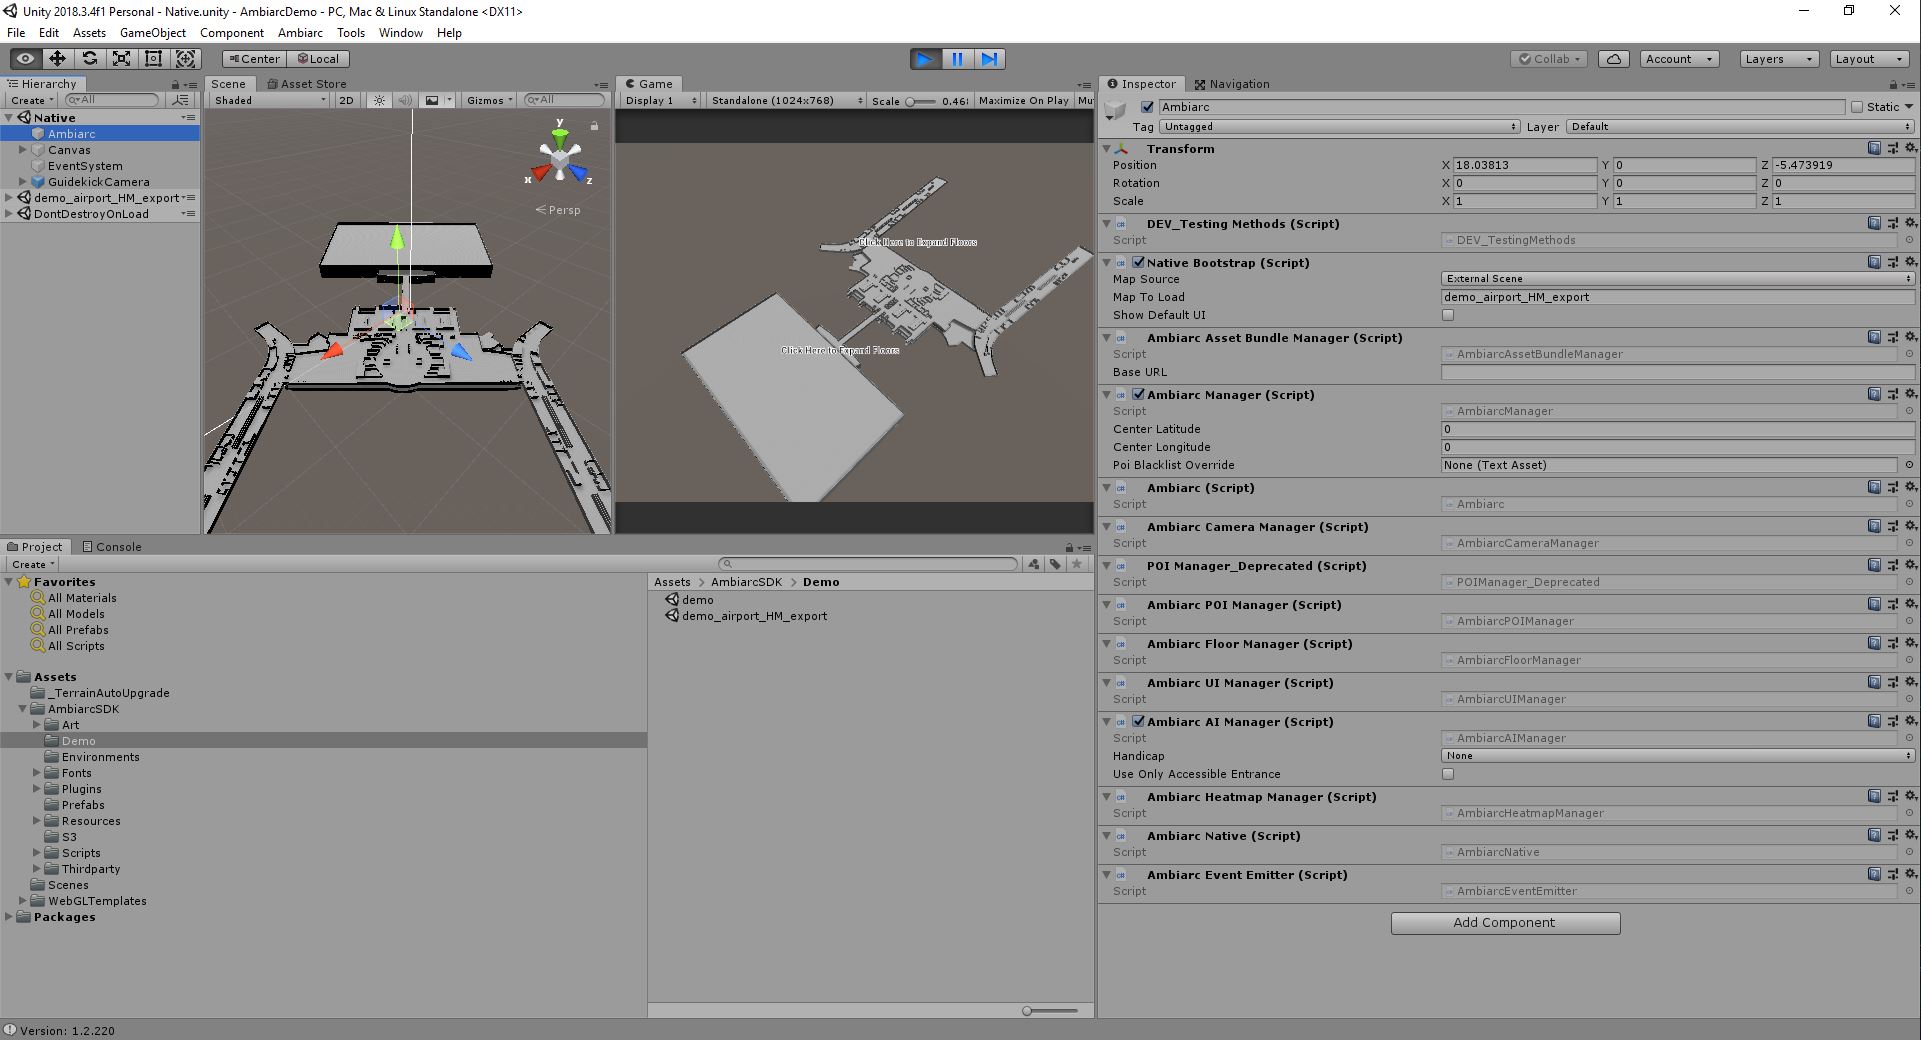 Unity 2018.3.4f1 Personal - Native.unity - AmbiarcDemo - PC, Mac & Linux Standalone <DX11>
File Edit Assets GameObject Component Ambiarc Tools Window Help
Center Local
Collab Account Layers Layout
Hierarchy
Create All
Native
Ambiarc
Canvas
EventSystem
GuidekickCamera
demo_airport_HM_export
DontDestroyOnLoad
Scene Asset Store
Shaded 2D Gizmos All
y
x z
Persp
Game
Display 1 Standalone (1024x768) Scale 0.46 Maximize On Play Mu
Click Here to Expand Floors
Click Here to Expand Floors
Project Console
Create
Favorites
All Materials
All Models
All Prefabs
All Scripts
Assets
_TerrainAutoUpgrade
AmbiarcSDK
Art
Demo
Environments
Fonts
Plugins
Prefabs
Resources
S3
Scripts
Thirdparty
Scenes
WebGLTemplates
Packages
Assets > AmbiarcSDK > Demo
demo
demo_airport_HM_export
Inspector Navigation
Ambiarc Static
Tag Untagged Layer Default
Transform
Position X 18.03813 Y 0 Z -5.473919
Rotation X 0 Y 0 Z 0
Scale X 1 Y 1 Z 1
DEV_Testing Methods (Script)
Script DEV_TestingMethods
Native Bootstrap (Script)
Map Source External Scene
Map To Load demo_airport_HM_export
Show Default UI
Ambiarc Asset Bundle Manager (Script)
Script AmbiarcAssetBundleManager
Base URL
Ambiarc Manager (Script)
Script AmbiarcManager
Center Latitude 0
Center Longitude 0
Poi Blacklist Override None (Text Asset)
Ambiarc (Script)
Script Ambiarc
Ambiarc Camera Manager (Script)
Script AmbiarcCameraManager
POI Manager_Deprecated (Script)
Script POIManager_Deprecated
Ambiarc POI Manager (Script)
Script AmbiarcPOIManager
Ambiarc Floor Manager (Script)
Script AmbiarcFloorManager
Ambiarc UI Manager (Script)
Script AmbiarcUIManager
Ambiarc AI Manager (Script)
Script AmbiarcAIManager
Handicap None
Use Only Accessible Entrance
Ambiarc Heatmap Manager (Script)
Script AmbiarcHeatmapManager
Ambiarc Native (Script)
Script AmbiarcNative
Ambiarc Event Emitter (Script)
Script AmbiarcEventEmitter
Add Component
Version: 1.2.220